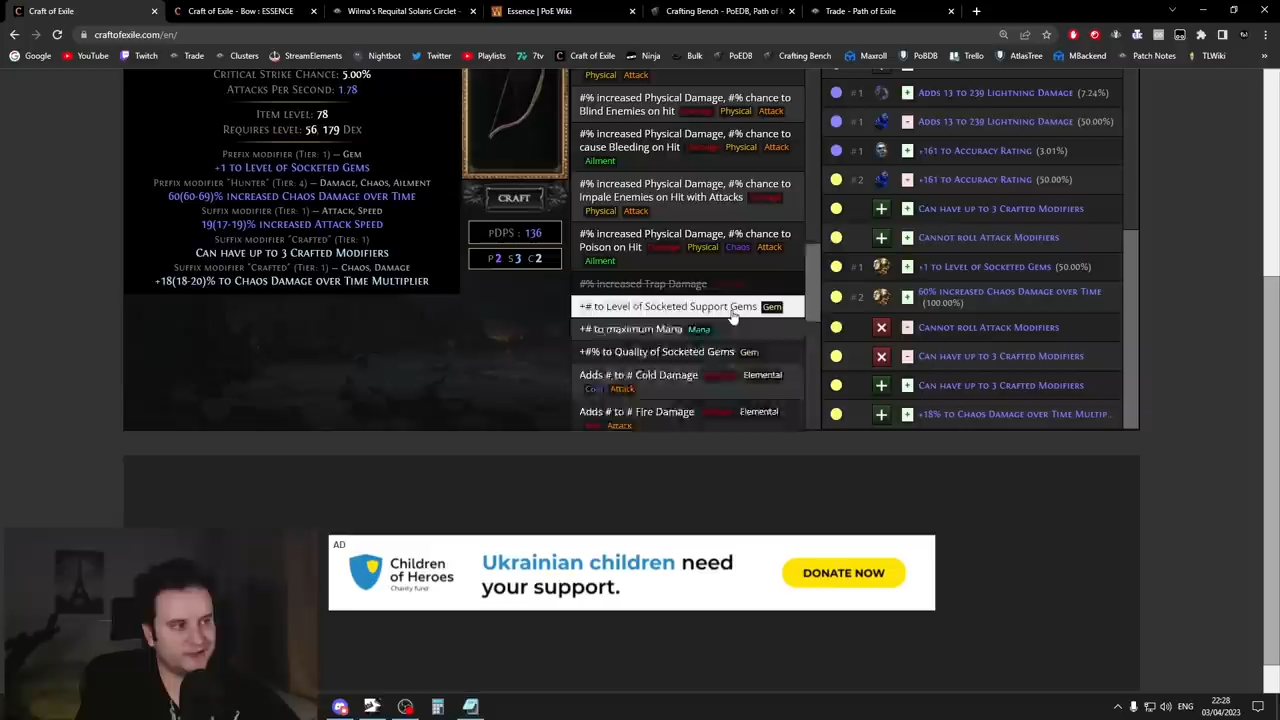 Craft of Exile
Craft of Exile - Bow : ESSENCE
Wilma's Requital Solaris Circlet -
Essence | PoE Wiki
Crafting Bench - PoEDB, Path of
Trade - Path of Exile
craftofexile.com/en/
Google
YouTube
Twitch
Trade
Clusters
StreamElements
Nightbot
Twitter
Playlists
7tv
Craft of Exile
Ninja
Bulk
PoEDB
Crafting Bench
Maxroll
PoBDB
Trello
AtlasTree
MBackend
Patch Notes
TLWiki
Critical Strike Chance: 5.00%
Attacks Per Second: 1.78
Item level: 78
Requires level: 56, 179 Dex
Prefix modifier (Tier: 1) — Gem
+1 to Level of Socketed Gems
Prefix modifier "Hunter" (Tier: 4) — Damage, Chaos, Ailment
60(60-69)% increased Chaos Damage over Time
Suffix modifier (Tier: 1) — Attack, Speed
19(17-19)% increased Attack Speed
Suffix modifier "Crafted" (Tier: 1)
Can have up to 3 Crafted Modifiers
Suffix modifier "Crafted" (Tier: 1) — Chaos, Damage
+18(18-20)% to Chaos Damage over Time Multiplier
CRAFT
pDPS : 136
P 2 S 3 C 2
Physical Attack
#% increased Physical Damage, #% chance to
Blind Enemies on hit Damage Physical Attack
#% increased Physical Damage, #% chance to
cause Bleeding on Hit Damage Physical Attack
Ailment
#% increased Physical Damage, #% chance to
Impale Enemies on Hit with Attacks Damage
Physical Attack
#% increased Physical Damage, #% chance to
Poison on Hit Damage Physical Chaos Attack
Ailment
#% increased Trap Damage Damage
+# to Level of Socketed Support Gems Gem
+# to maximum Mana Mana
+#% to Quality of Socketed Gems Gem
Adds # to # Cold Damage Damage Elemental
Cold Attack
Adds # to # Fire Damage Damage Elemental
Fire Attack
#1 + Adds 13 to 239 Lightning Damage (7.24%)
#1 - Adds 13 to 239 Lightning Damage (50.00%)
#1 + +161 to Accuracy Rating (3.01%)
#2 - +161 to Accuracy Rating (50.00%)
+ Can have up to 3 Crafted Modifiers
+ Cannot roll Attack Modifiers
#1 + +1 to Level of Socketed Gems (50.00%)
#2 + 60% increased Chaos Damage over Time
(100.00%)
- Cannot roll Attack Modifiers
- Can have up to 3 Crafted Modifiers
+ Can have up to 3 Crafted Modifiers
+ +18% to Chaos Damage over Time Multip...
AD
Children
of Heroes
Charity fund
Ukrainian children need
your support.
DONATE NOW
ENG
22:28
03/04/2023